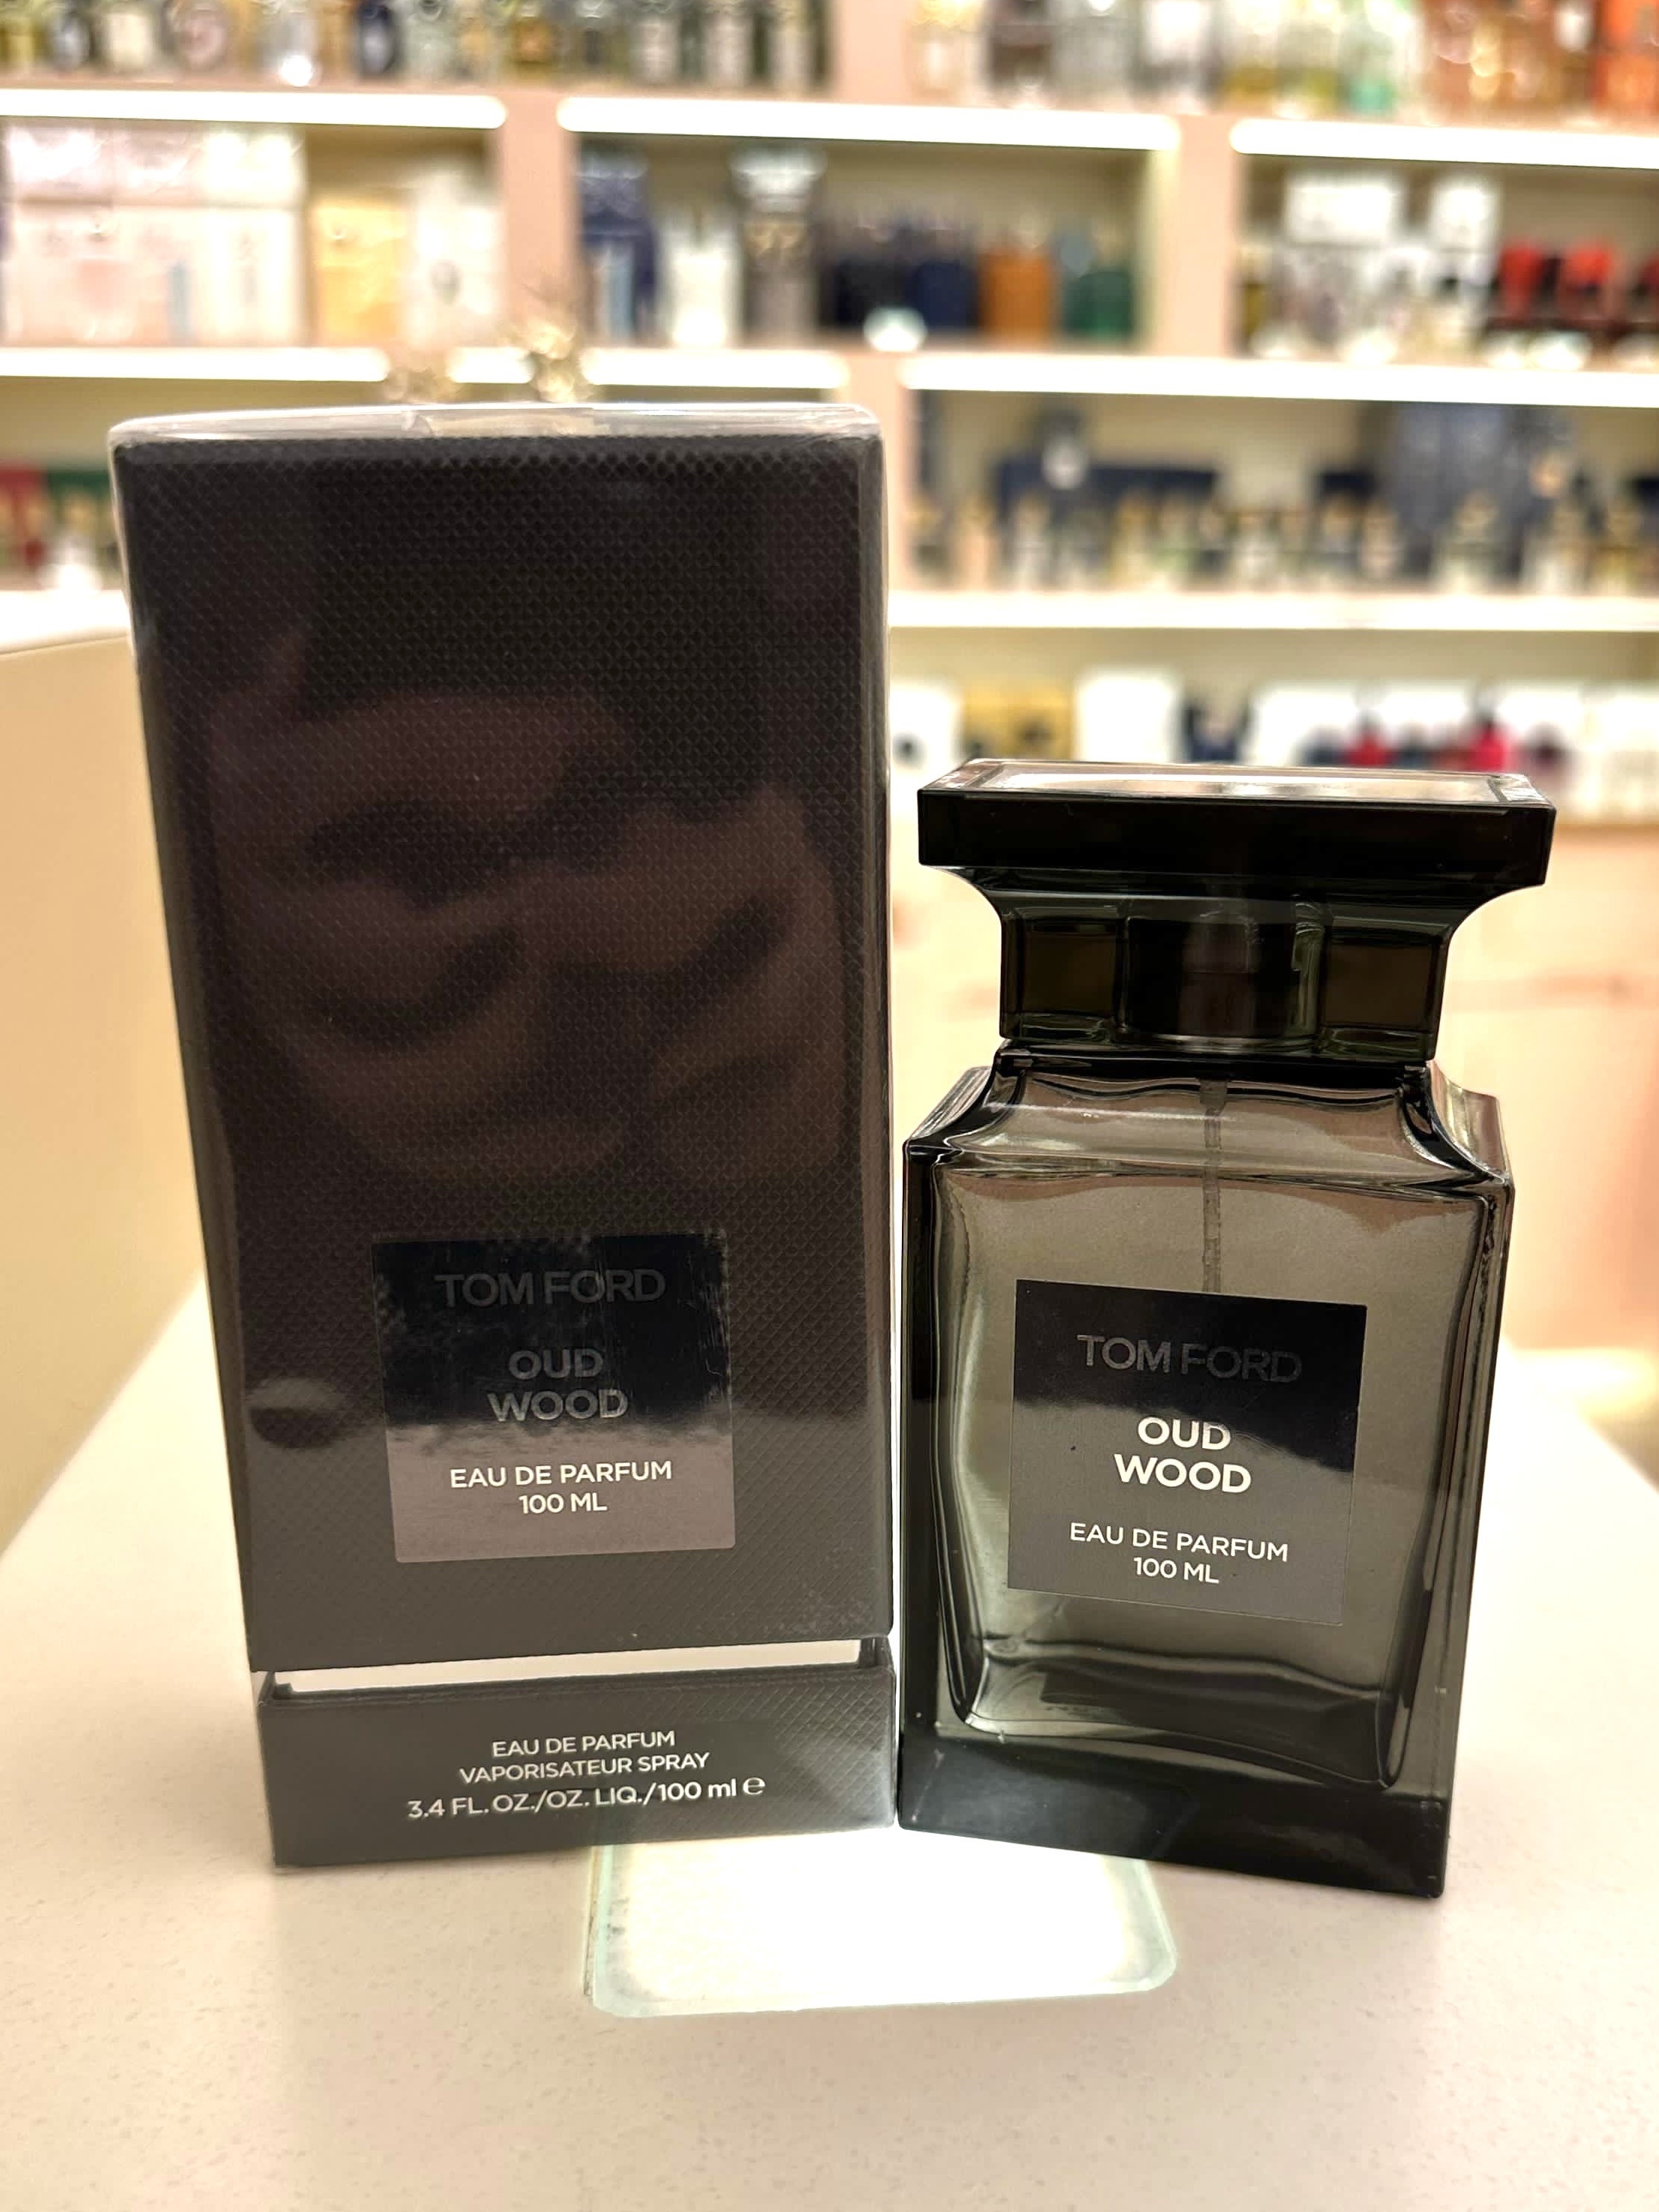 TOM FORD
OUD
WOOD
EAU DE PARFUM
100 ML
EAU DE PARFUM
VAPORISATEUR SPRAY
3.4 FL. OZ./OZ. LIQ./100 ml ℮
TOM FORD
OUD
WOOD
EAU DE PARFUM
100 ML